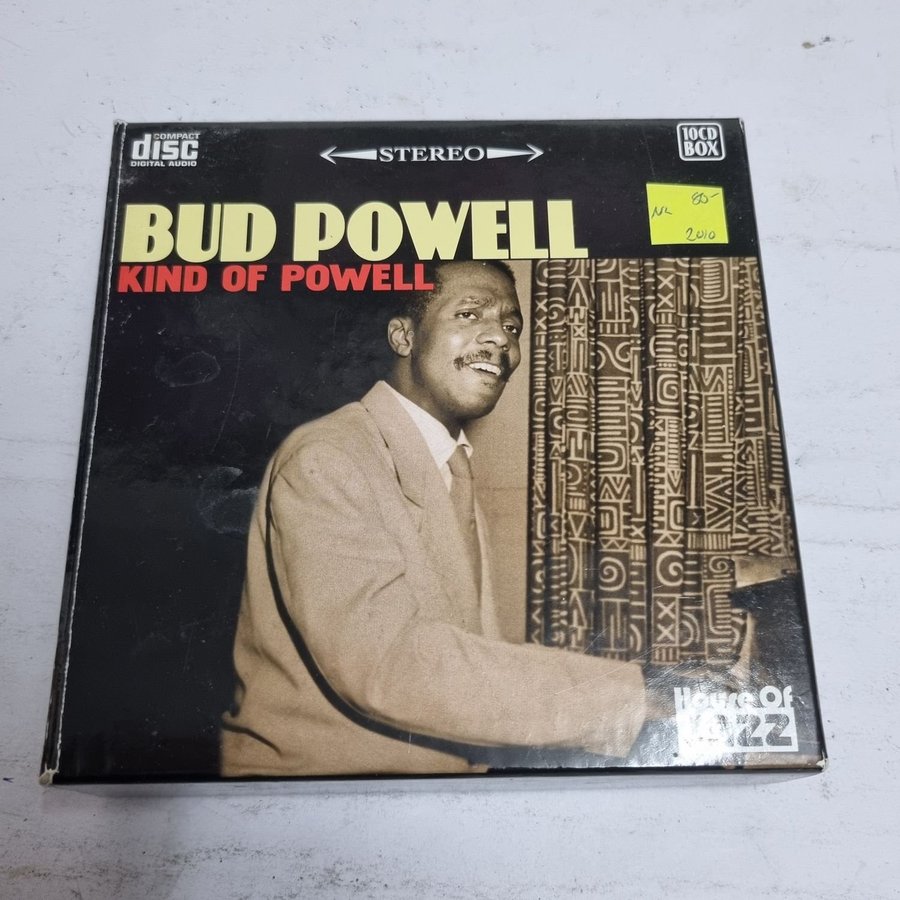 COMPACT
disc
DIGITAL AUDIO
STEREO
10CD
BOX
80-
2010
BUD POWELL
KIND OF POWELL
House Of
JAZZ